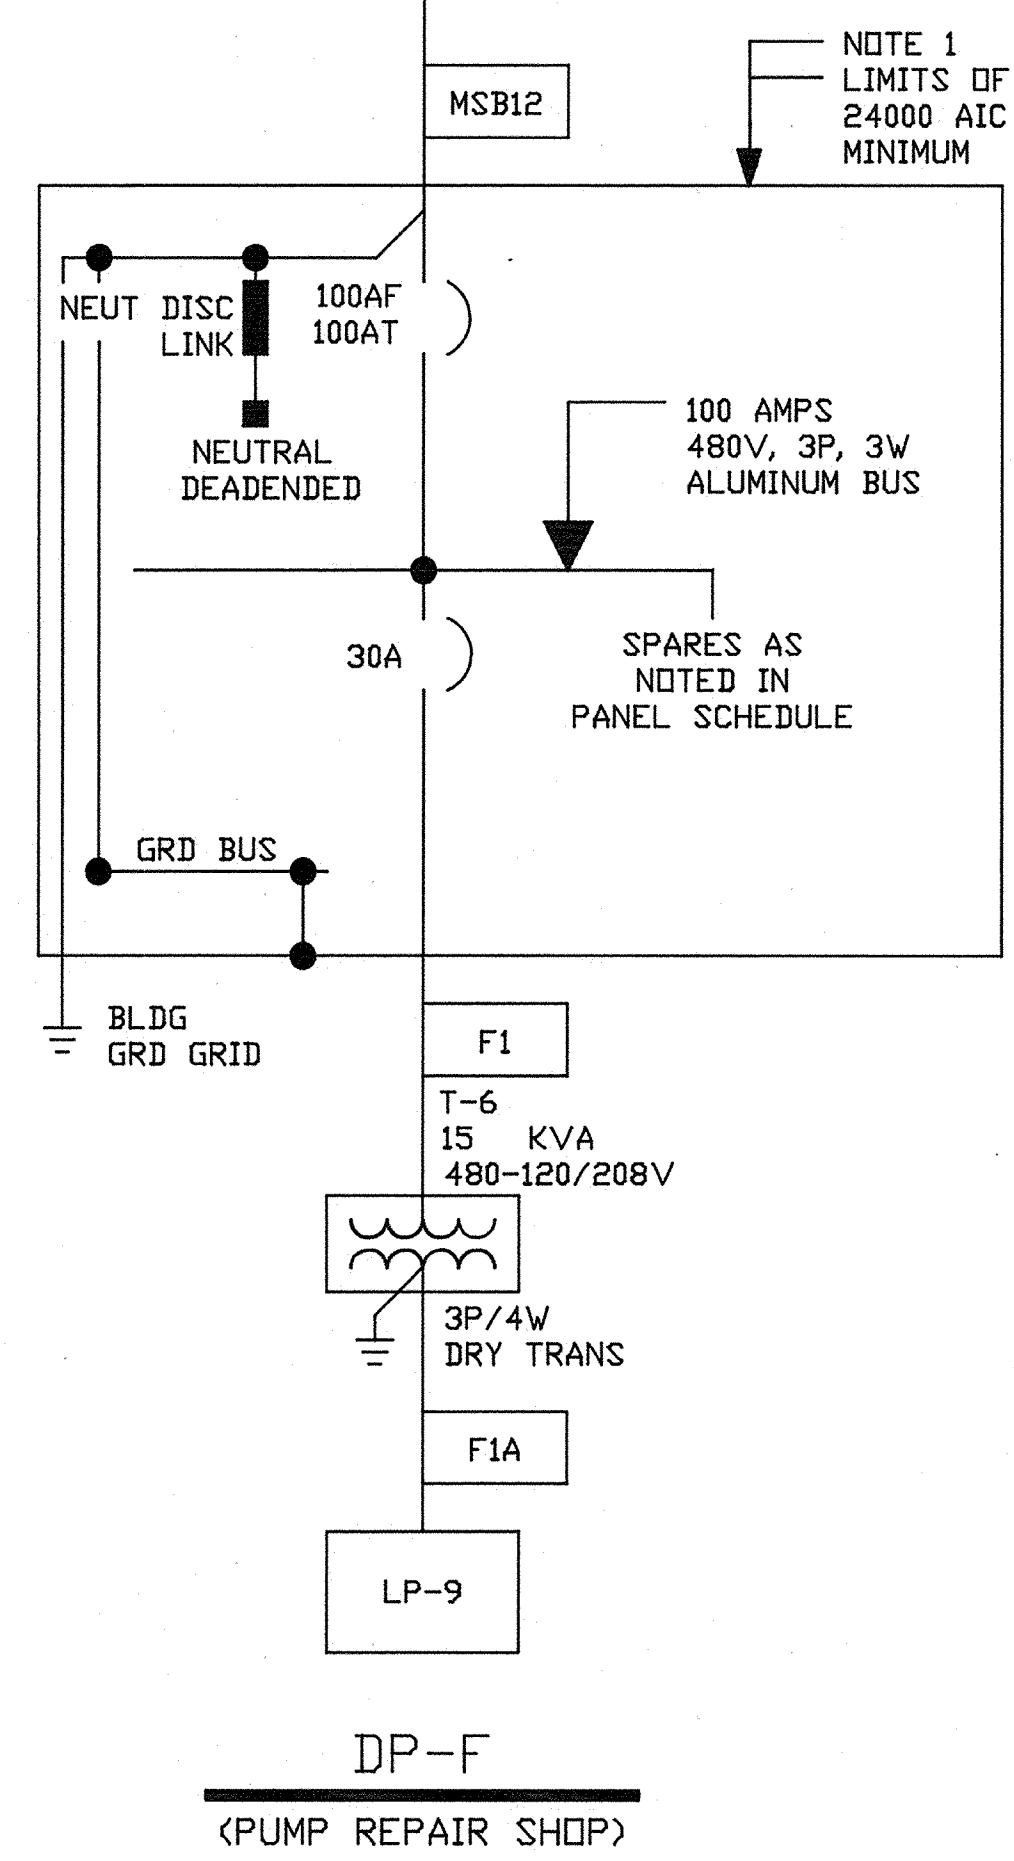 MSB12
NOTE 1
LIMITS OF
24000 AIC
MINIMUM
NEUT DISC
LINK
100AF
100AT
NEUTRAL
DEADENDED
100 AMPS
480V, 3P, 3W
ALUMINUM BUS
30A
SPARES AS
NOTED IN
PANEL SCHEDULE
GRD BUS
BLDG
GRD GRID
F1
T-6
15 KVA
480-120/208V
3P/4W
DRY TRANS
F1A
LP-9
DP-F
(PUMP REPAIR SHOP)